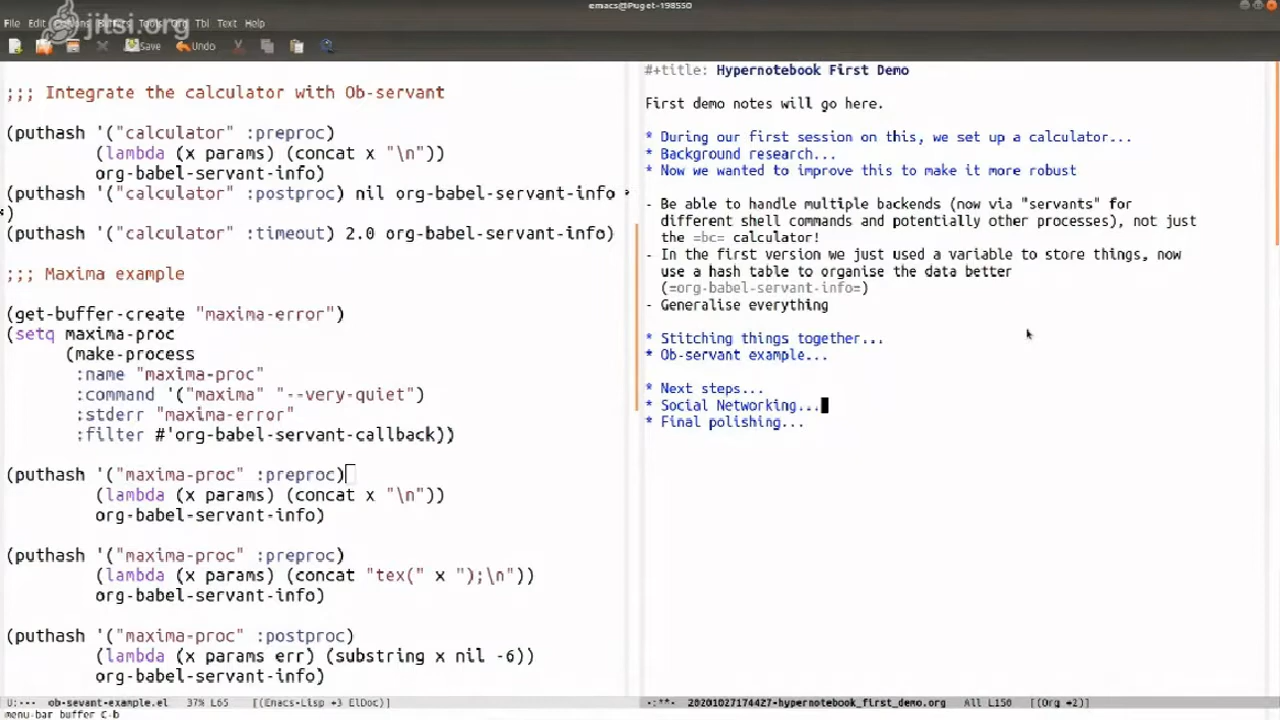 emacs@Puget-198550
File Edit Options Buffers Tools Org Tbl Text Help
jitsi.org
Save Undo
;;; Integrate the calculator with Ob-servant
(puthash '("calculator" :preproc)
(lambda (x params) (concat x "\n"))
org-babel-servant-info)
(puthash '("calculator" :postproc) nil org-babel-servant-info
)
(puthash '("calculator" :timeout) 2.0 org-babel-servant-info)
;;; Maxima example
(get-buffer-create "maxima-error")
(setq maxima-proc
(make-process
:name "maxima-proc"
:command '("maxima" "--very-quiet")
:stderr "maxima-error"
:filter #'org-babel-servant-callback))
(puthash '("maxima-proc" :preproc)
(lambda (x params) (concat x "\n"))
org-babel-servant-info)
(puthash '("maxima-proc" :preproc)
(lambda (x params) (concat "tex(" x ");\n"))
org-babel-servant-info)
(puthash '("maxima-proc" :postproc)
(lambda (x params err) (substring x nil -6))
org-babel-servant-info)
U:--- ob-sevant-example.el 37% L65 [(Emacs-Lisp +3 ElDoc)]
menu-bar buffer C-b
#+title: Hypernotebook First Demo
First demo notes will go here.
* During our first session on this, we set up a calculator...
* Background research...
* Now we wanted to improve this to make it more robust
- Be able to handle multiple backends (now via "servants" for
different shell commands and potentially other processes), not just
the =bc= calculator!
- In the first version we just used a variable to store things, now
use a hash table to organise the data better
(=org-babel-servant-info=)
- Generalise everything
* Stitching things together...
* Ob-servant example...
* Next steps...
* Social Networking...
* Final polishing...
-:**- 20201027174427-hypernotebook_first_demo.org All L150 [(Org +2)]